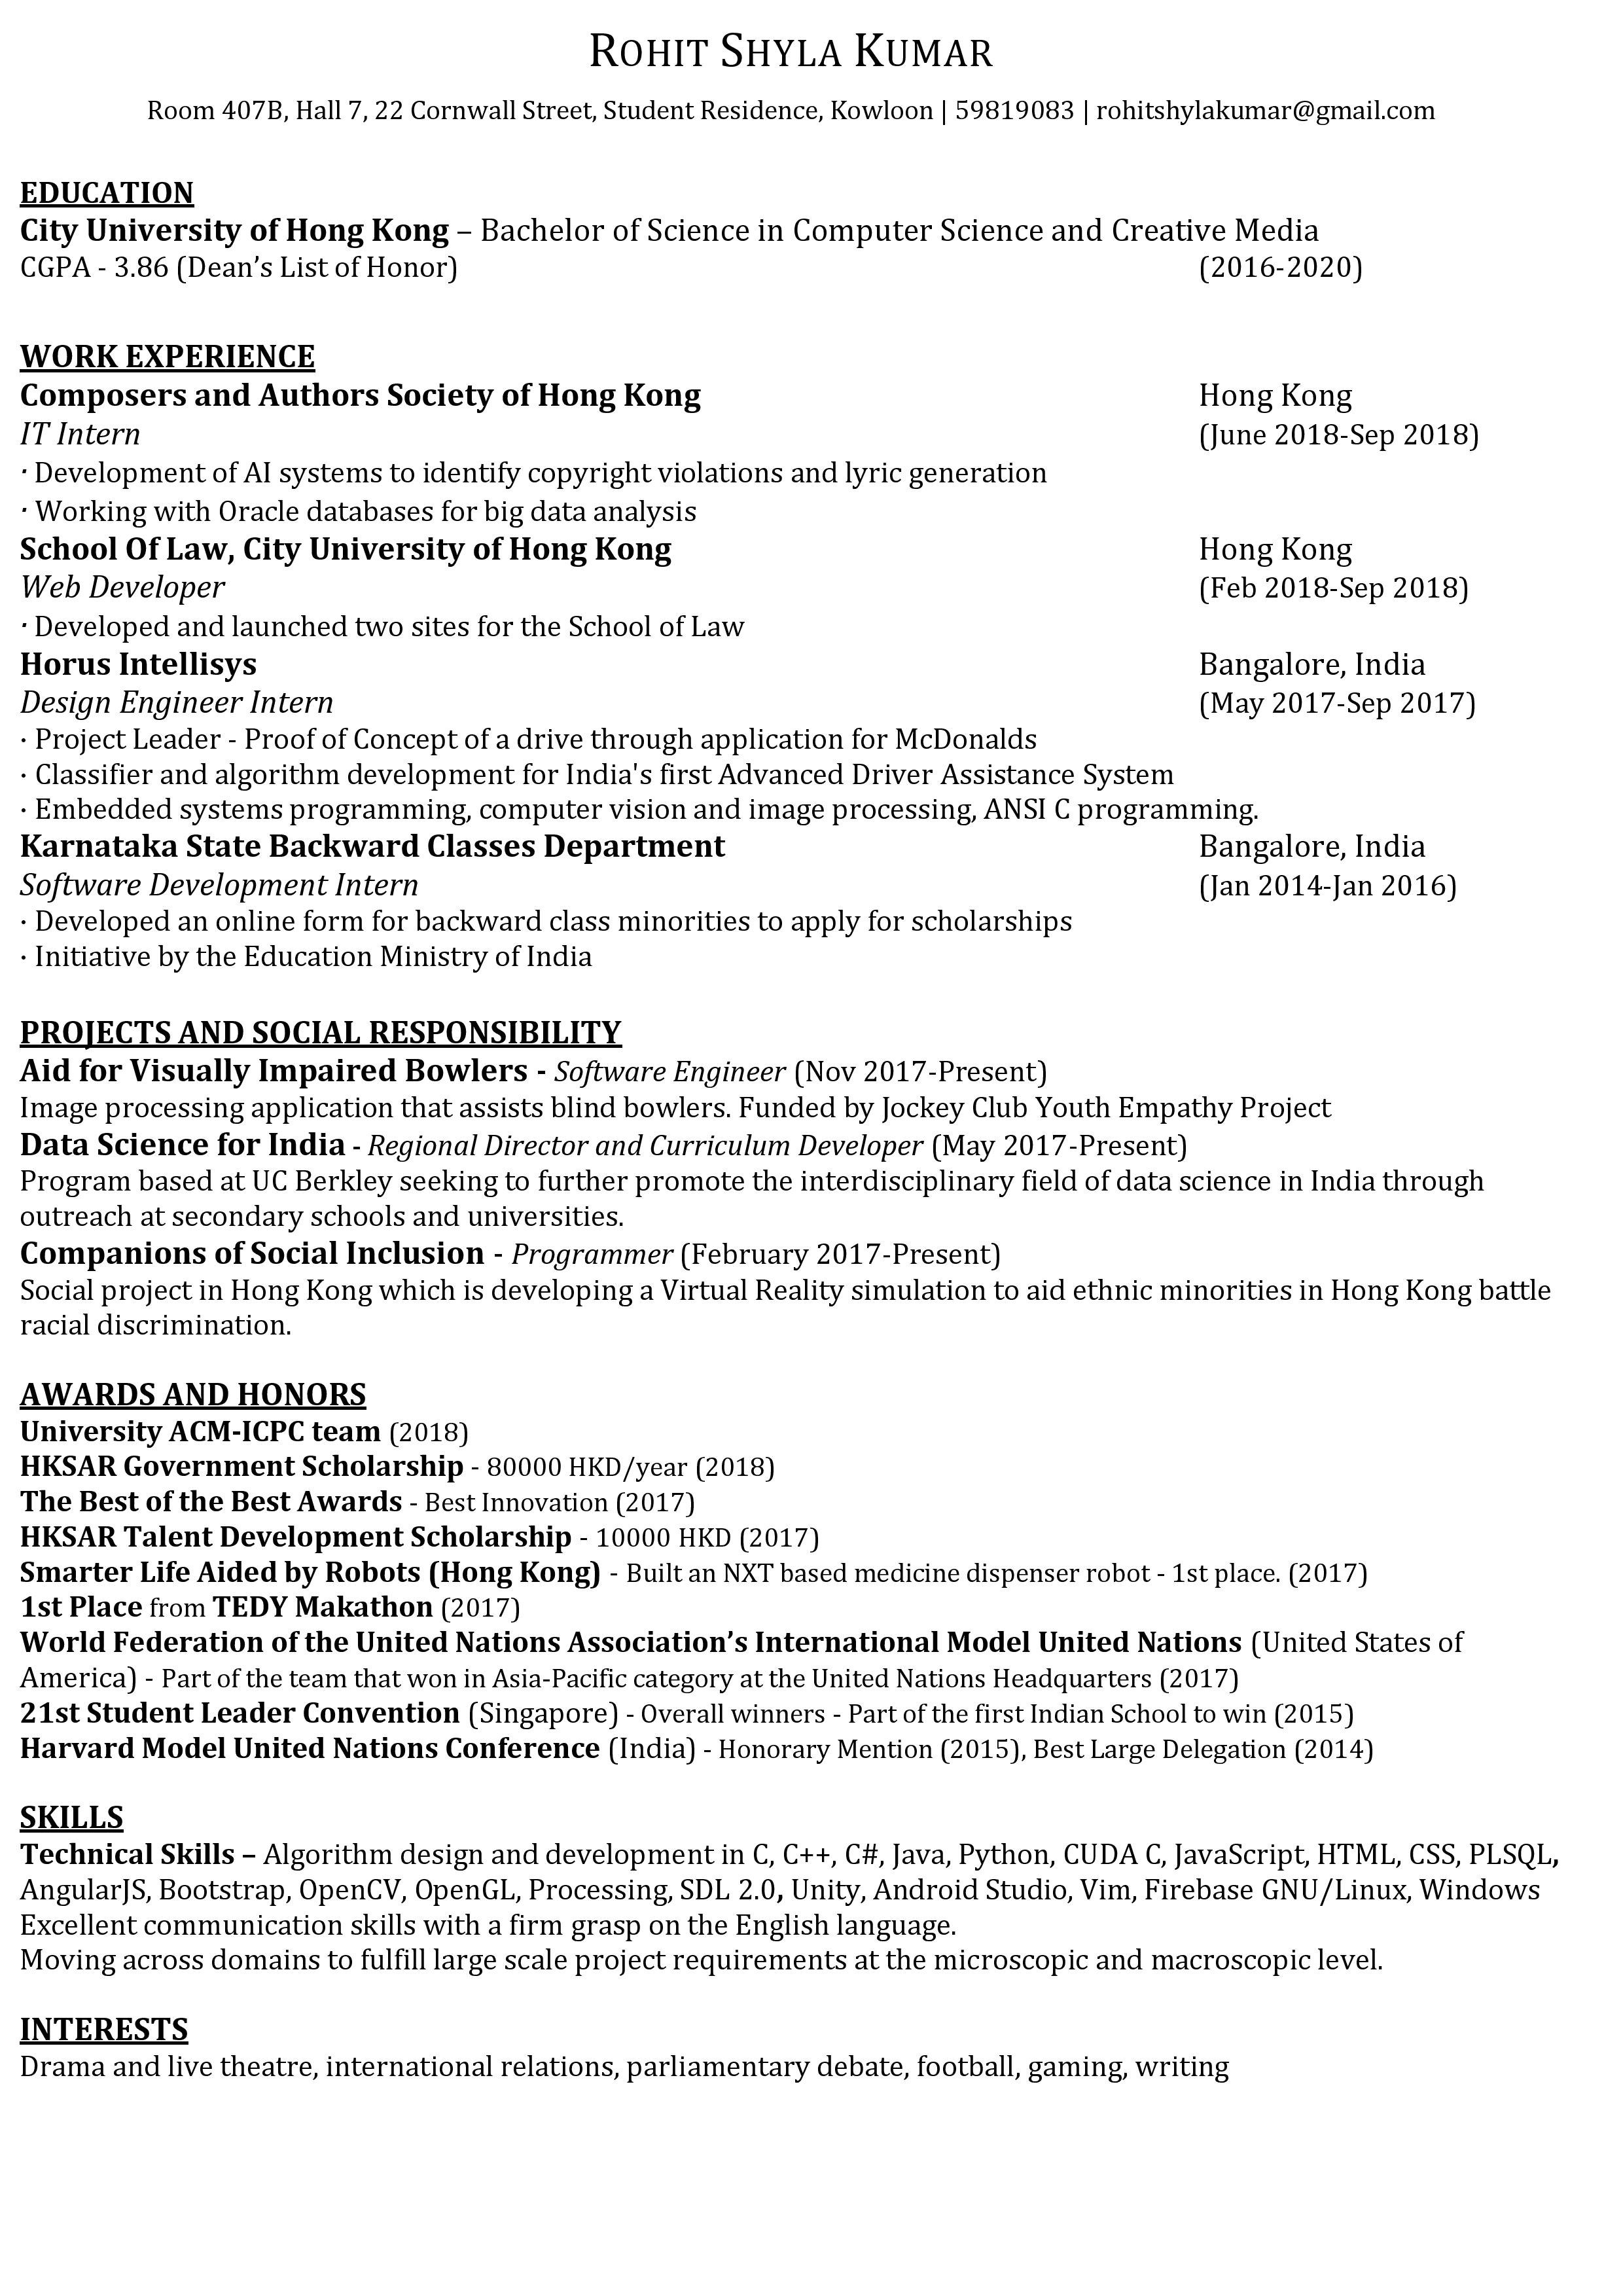 ROHIT SHYLA KUMAR
Room 407B, Hall 7, 22 Cornwall Street, Student Residence, Kowloon | 59819083 | rohitshylakumar@gmail.com
EDUCATION
City University of Hong Kong – Bachelor of Science in Computer Science and Creative Media
CGPA - 3.86 (Dean’s List of Honor) (2016-2020)
WORK EXPERIENCE
Composers and Authors Society of Hong Kong Hong Kong
IT Intern (June 2018-Sep 2018)
· Development of AI systems to identify copyright violations and lyric generation
· Working with Oracle databases for big data analysis
School Of Law, City University of Hong Kong Hong Kong
Web Developer (Feb 2018-Sep 2018)
· Developed and launched two sites for the School of Law
Horus Intellisys Bangalore, India
Design Engineer Intern (May 2017-Sep 2017)
· Project Leader - Proof of Concept of a drive through application for McDonalds
· Classifier and algorithm development for India's first Advanced Driver Assistance System
· Embedded systems programming, computer vision and image processing, ANSI C programming.
Karnataka State Backward Classes Department Bangalore, India
Software Development Intern (Jan 2014-Jan 2016)
· Developed an online form for backward class minorities to apply for scholarships
· Initiative by the Education Ministry of India
PROJECTS AND SOCIAL RESPONSIBILITY
Aid for Visually Impaired Bowlers - Software Engineer (Nov 2017-Present)
Image processing application that assists blind bowlers. Funded by Jockey Club Youth Empathy Project
Data Science for India - Regional Director and Curriculum Developer (May 2017-Present)
Program based at UC Berkley seeking to further promote the interdisciplinary field of data science in India through
outreach at secondary schools and universities.
Companions of Social Inclusion - Programmer (February 2017-Present)
Social project in Hong Kong which is developing a Virtual Reality simulation to aid ethnic minorities in Hong Kong battle
racial discrimination.
AWARDS AND HONORS
University ACM-ICPC team (2018)
HKSAR Government Scholarship - 80000 HKD/year (2018)
The Best of the Best Awards - Best Innovation (2017)
HKSAR Talent Development Scholarship - 10000 HKD (2017)
Smarter Life Aided by Robots (Hong Kong) - Built an NXT based medicine dispenser robot - 1st place. (2017)
1st Place from TEDY Makathon (2017)
World Federation of the United Nations Association’s International Model United Nations (United States of
America) - Part of the team that won in Asia-Pacific category at the United Nations Headquarters (2017)
21st Student Leader Convention (Singapore) - Overall winners - Part of the first Indian School to win (2015)
Harvard Model United Nations Conference (India) - Honorary Mention (2015), Best Large Delegation (2014)
SKILLS
Technical Skills – Algorithm design and development in C, C++, C#, Java, Python, CUDA C, JavaScript, HTML, CSS, PLSQL,
AngularJS, Bootstrap, OpenCV, OpenGL, Processing, SDL 2.0, Unity, Android Studio, Vim, Firebase GNU/Linux, Windows
Excellent communication skills with a firm grasp on the English language.
Moving across domains to fulfill large scale project requirements at the microscopic and macroscopic level.
INTERESTS
Drama and live theatre, international relations, parliamentary debate, football, gaming, writing